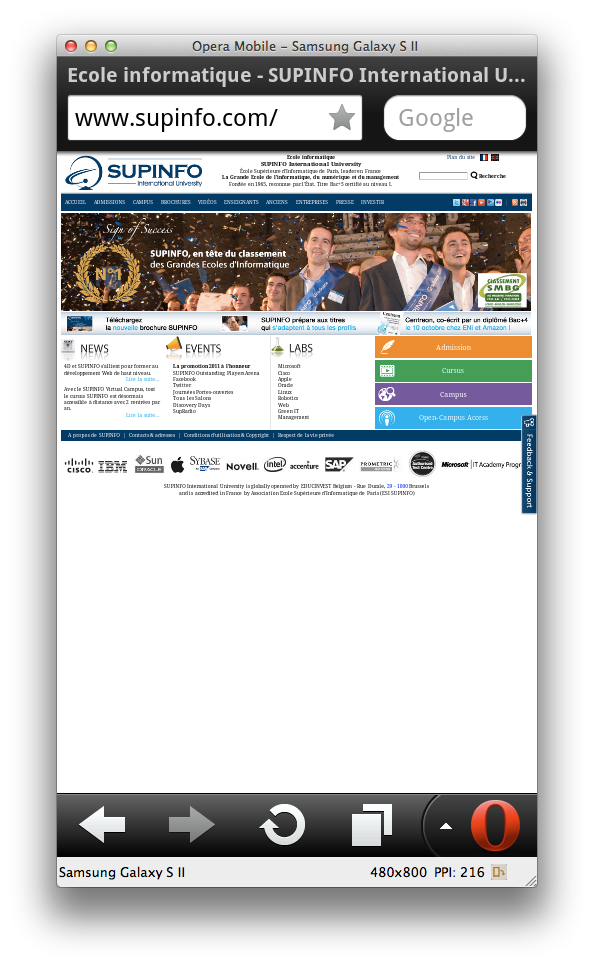 Opera Mobile – Samsung Galaxy S II
Ecole informatique - SUPINFO International U...
www.supinfo.com/
Google
SUPINFO
International University
Ecole informatique
SUPINFO International University
École Supérieure d'Informatique de Paris, leader en France
La Grande Ecole de l'informatique, du numérique et du management
Fondée en 1965, reconnue par l'État. Titre Bac+5 certifié au niveau I.
Plan du site
Recherche
ACCUEIL ADMISSIONS CAMPUS BROCHURES VIDÉOS ENSEIGNANTS ANCIENS ENTREPRISES PRESSE INVESTIR
Sign of Success
N°1
SUPINFO, en tête du classement
des Grandes Ecoles d'Informatique
CLASSEMENT
SMBG
Téléchargez
la nouvelle brochure SUPINFO
SUPINFO prépare aux titres
qui s'adaptent à tous les profils
Centreon, co-écrit par un diplômé Bac+4
le 10 octobre chez ENI et Amazon !
NEWS
4D et SUPINFO s'allient pour former au
développement Web de haut niveau.
Lire la suite...
Avec le SUPINFO Virtual Campus, tout
le cursus SUPINFO est désormais
accessible à distance avec 2 rentrées par
an.
Lire la suite...
EVENTS
La promotion 2011 à l'honneur
SUPINFO Outstanding Players Arena
Facebook
Twitter
Journées Portes-ouvertes
Tous les Salons
Discovery Days
SupRadio
LABS
Microsoft
Cisco
Apple
Oracle
Linux
Robotics
Web
Green IT
Management
Admission
Cursus
Campus
Open-Campus Access
Feedback & Support
A propos de SUPINFO | Contacts & adresses | Conditions d'utilisation & Copyright | Respect de la vie privée
CISCO IBM Sun ORACLE SYBASE Novell. intel accenture SAP PROMETRIC Authorised Test Centre Microsoft IT Academy Progr
SUPINFO International University is globally operated by EDUCINVEST Belgium - Rue Ducale, 29 - 1000 Brussels
and is accredited in France by Association Ecole Supérieure d'Informatique de Paris (ESI SUPINFO)
Samsung Galaxy S II
480x800 PPI: 216